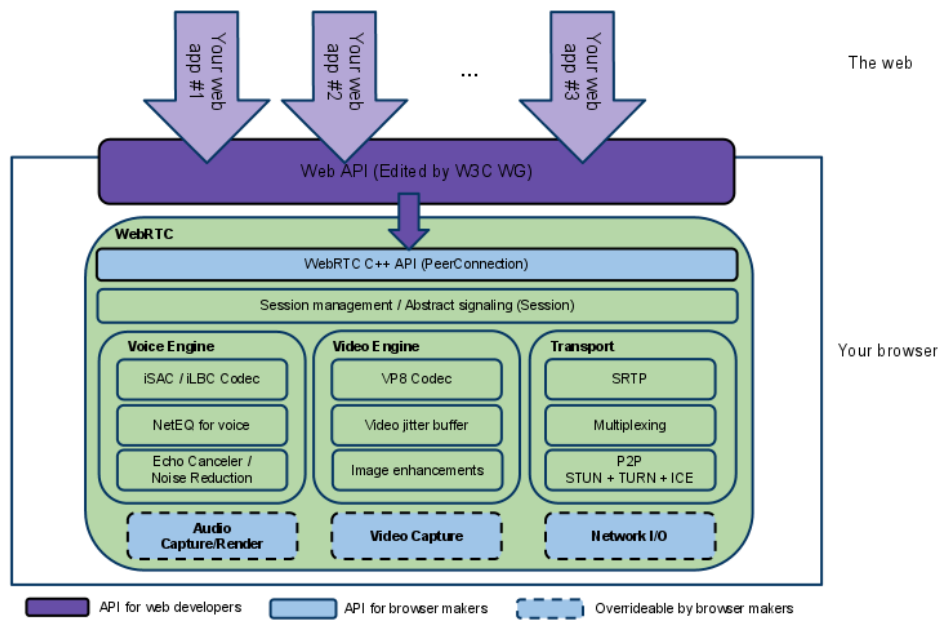 Your web
app #1
Your web
app #2
...
Your web
app #3
The web
Web API (Edited by W3C WG)
WebRTC
WebRTC C++ API (PeerConnection)
Session management / Abstract signaling (Session)
Your browser
Voice Engine
iSAC / iLBC Codec
NetEQ for voice
Echo Canceler /
Noise Reduction
Video Engine
VP8 Codec
Video jitter buffer
Image enhancements
Transport
SRTP
Multiplexing
P2P
STUN + TURN + ICE
Audio
Capture/Render
Video Capture
Network I/O
API for web developers
API for browser makers
Overrideable by browser makers